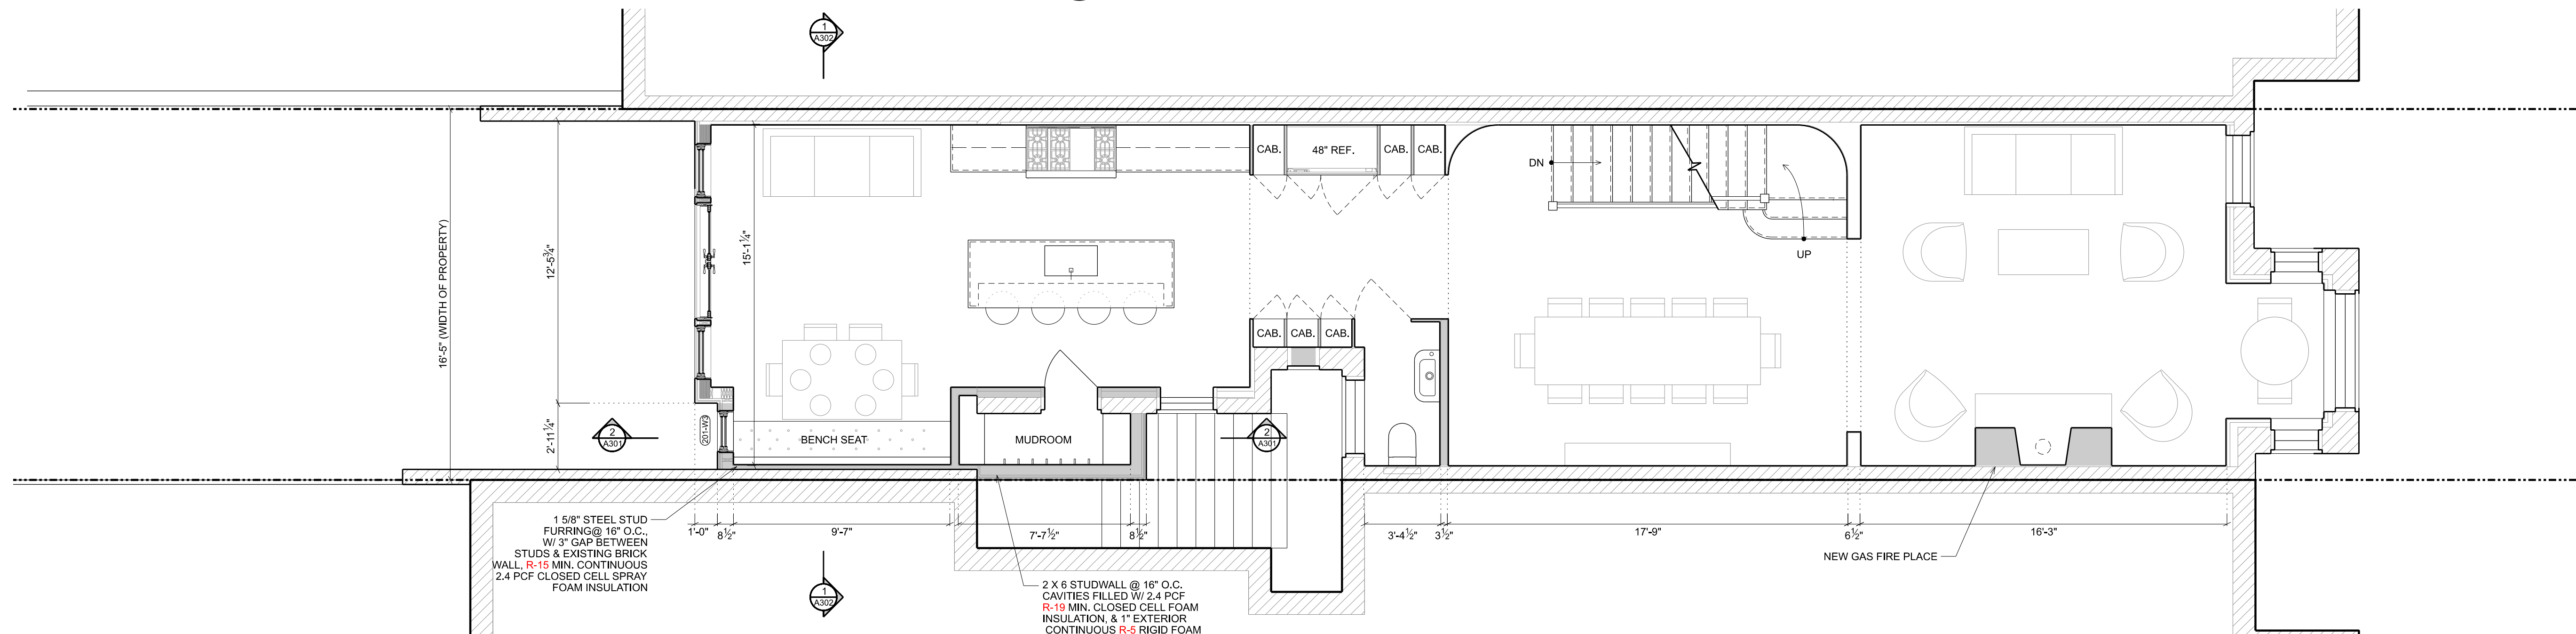 1
A302
CAB.
48" REF.
CAB.
CAB.
DN
UP
16'-5" (WIDTH OF PROPERTY)
12'-5¾"
15'-1¼"
2'-11¼"
201-W3
CAB.
CAB.
CAB.
2
A301
BENCH SEAT
MUDROOM
2
A301
1'-0"
8½"
9'-7"
7'-7½"
8½"
3'-4½"
3½"
17'-9"
6½"
16'-3"
1 5/8" STEEL STUD
FURRING@ 16" O.C.,
W/ 3" GAP BETWEEN
STUDS & EXISTING BRICK
WALL, R-15 MIN. CONTINUOUS
2.4 PCF CLOSED CELL SPRAY
FOAM INSULATION
NEW GAS FIRE PLACE
1
A302
2 X 6 STUDWALL @ 16" O.C.
CAVITIES FILLED W/ 2.4 PCF
R-19 MIN. CLOSED CELL FOAM
INSULATION, & 1" EXTERIOR
CONTINUOUS R-5 RIGID FOAM